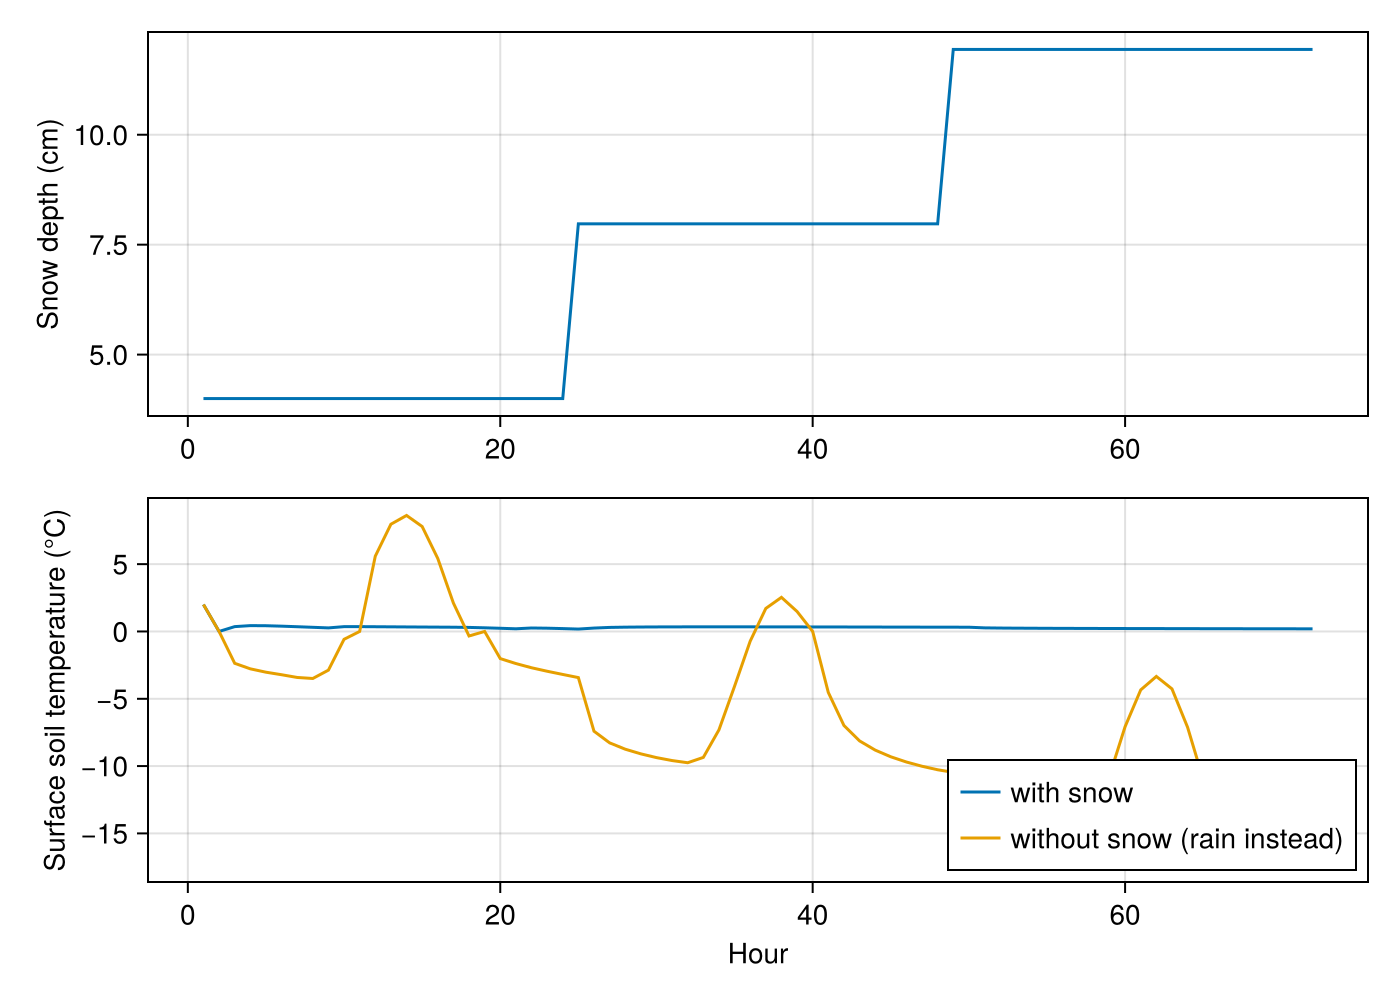 Snow depth (cm)
10.0
7.5
5.0
0 20 40 60
Surface soil temperature (°C)
5
0
−5
−10
−15
with snow
without snow (rain instead)
0 20 40 60
Hour